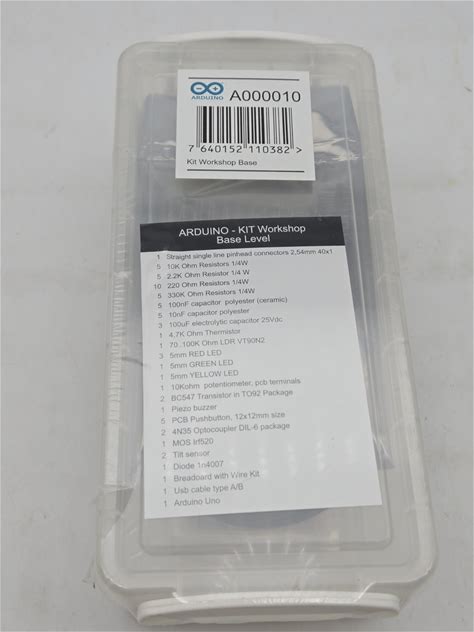 ARDUINO
A000010
7 640152 110382 >
Kit Workshop Base
ARDUINO - KIT Workshop
Base Level
1 Straight single line pinhead connectors 2,54mm 40x1
5 10K Ohm Resistors 1/4W
5 2.2K Ohm Resistors 1/4 W
10 220 Ohm Resistors 1/4W
5 330K Ohm Resistors 1/4W
5 100nF capacitor polyester (ceramic)
5 10nF capacitor polyester
3 100uF electrolytic capacitor 25Vdc
1 4.7K Ohm Thermistor
1 70..100K Ohm LDR VT90N2
3 5mm RED LED
1 5mm GREEN LED
1 5mm YELLOW LED
1 10Kohm potentiometer, pcb terminals
2 BC547 Transistor in TO92 Package
1 Piezo buzzer
5 PCB Pushbutton, 12x12mm size
2 4N35 Optocoupler DIL-6 package
1 MOS Irf520
2 Tilt sensor
1 Diode 1n4007
1 Breadoard with Wire Kit
1 Usb cable type A/B
1 Arduino Uno